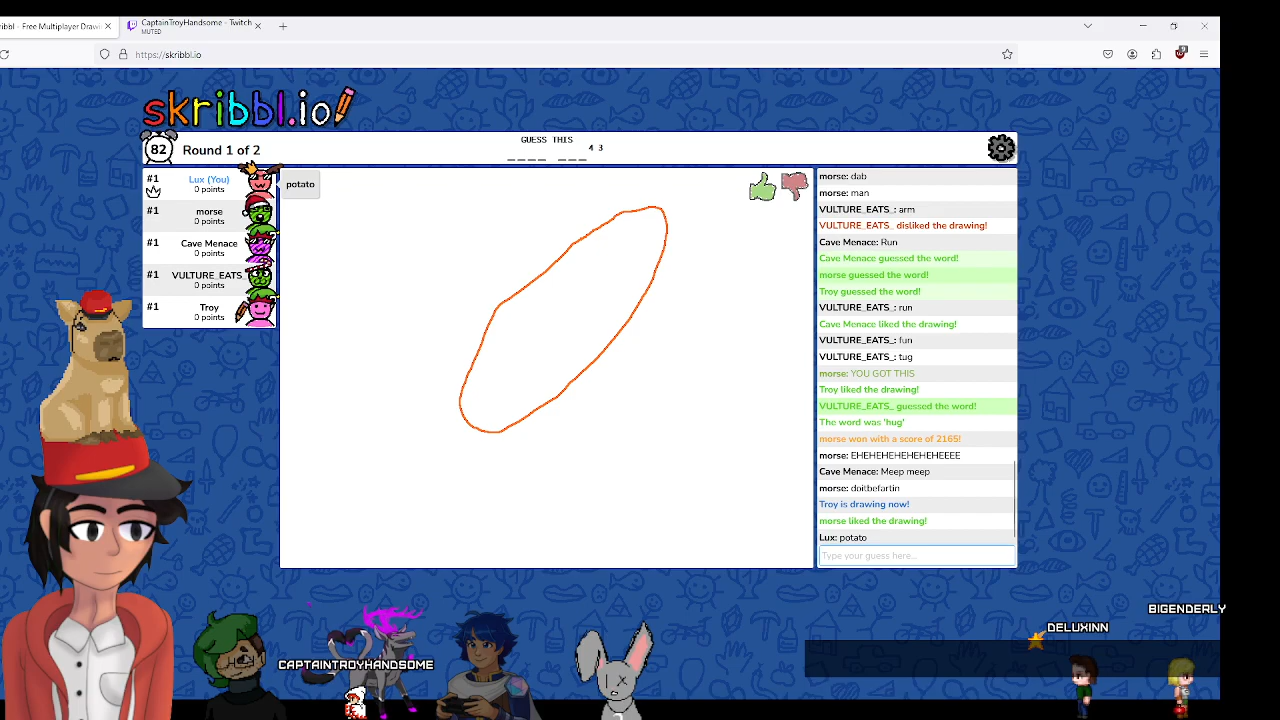 ribbl - Free Multiplayer Drawi
CaptainTroyHandsome - Twitch
MUTED
https://skribbl.io
skribbl.io
82
Round 1 of 2
GUESS THIS
____ ___ 4 3
#1 Lux (You)
0 points
#1 morse
0 points
#1 Cave Menace
0 points
#1 VULTURE_EATS_
0 points
#1 Troy
0 points
potato
morse: dab
morse: man
VULTURE_EATS_: arm
VULTURE_EATS_ disliked the drawing!
Cave Menace: Run
Cave Menace guessed the word!
morse guessed the word!
Troy guessed the word!
VULTURE_EATS_: run
Cave Menace liked the drawing!
VULTURE_EATS_: fun
VULTURE_EATS_: tug
morse: YOU GOT THIS
Troy liked the drawing!
VULTURE_EATS_ guessed the word!
The word was 'hug'
morse won with a score of 2165!
morse: EHEHEHEHEHEHEEEE
Cave Menace: Meep meep
morse: doitbefartin
Troy is drawing now!
morse liked the drawing!
Lux: potato
Type your guess here...
BIGENDERLY
DELUXINN
CAPTAINTROYHANDSOME